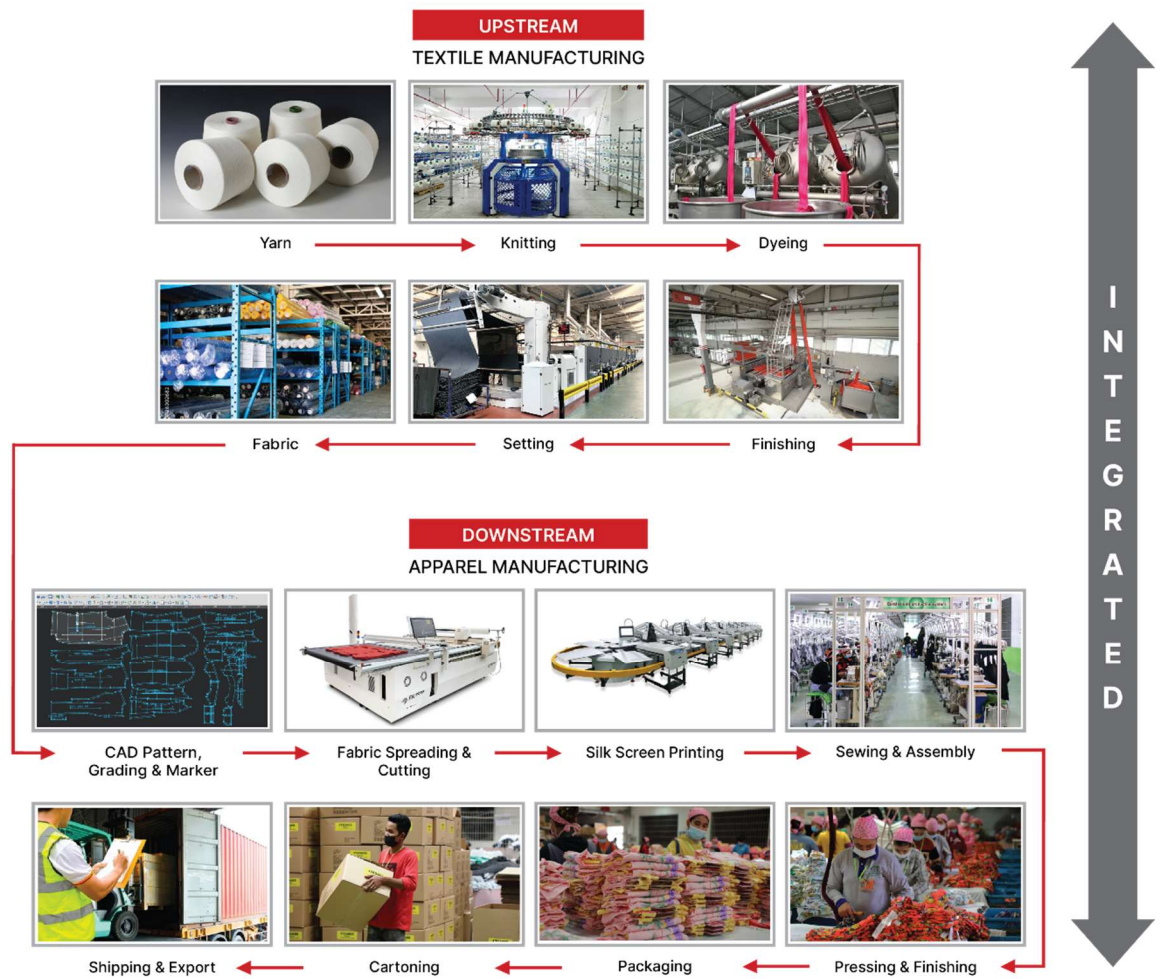 UPSTREAM
TEXTILE MANUFACTURING
Yarn
Knitting
Dyeing
Fabric
Setting
Finishing
DOWNSTREAM
APPAREL MANUFACTURING
CAD Pattern,
Grading & Marker
Fabric Spreading &
Cutting
Silk Screen Printing
Sewing & Assembly
Shipping & Export
Cartoning
Packaging
Pressing & Finishing
INTEGRATED